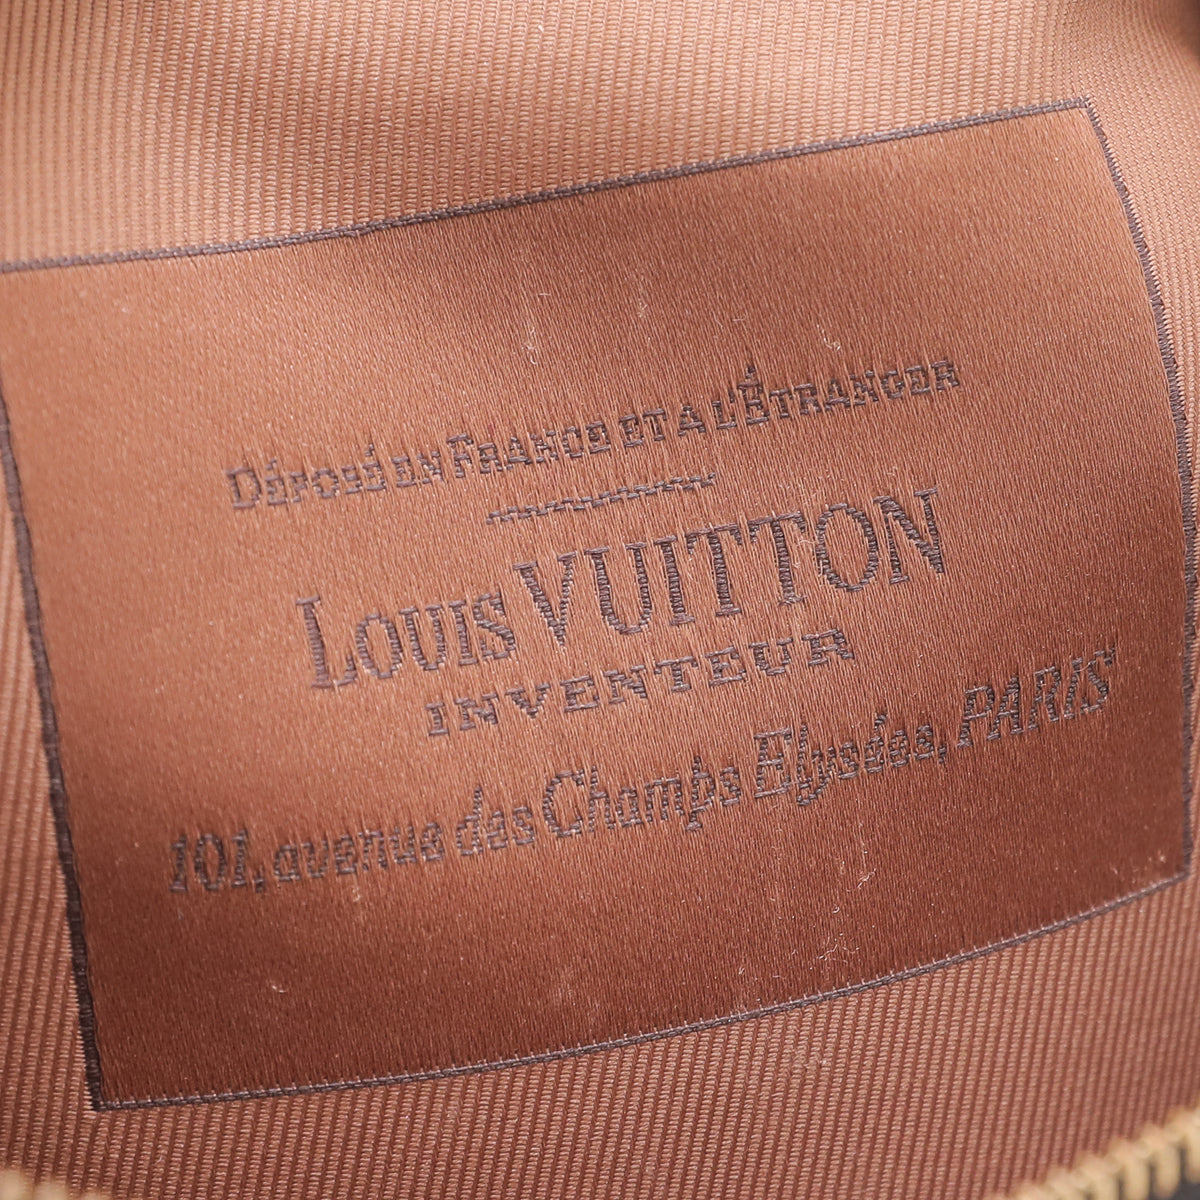 DÉPOSÉ EN FRANCE ET A L'ÉTRANGER
LOUIS VUITTON
INVENTEUR
101, avenue des Champs Elysées, PARIS